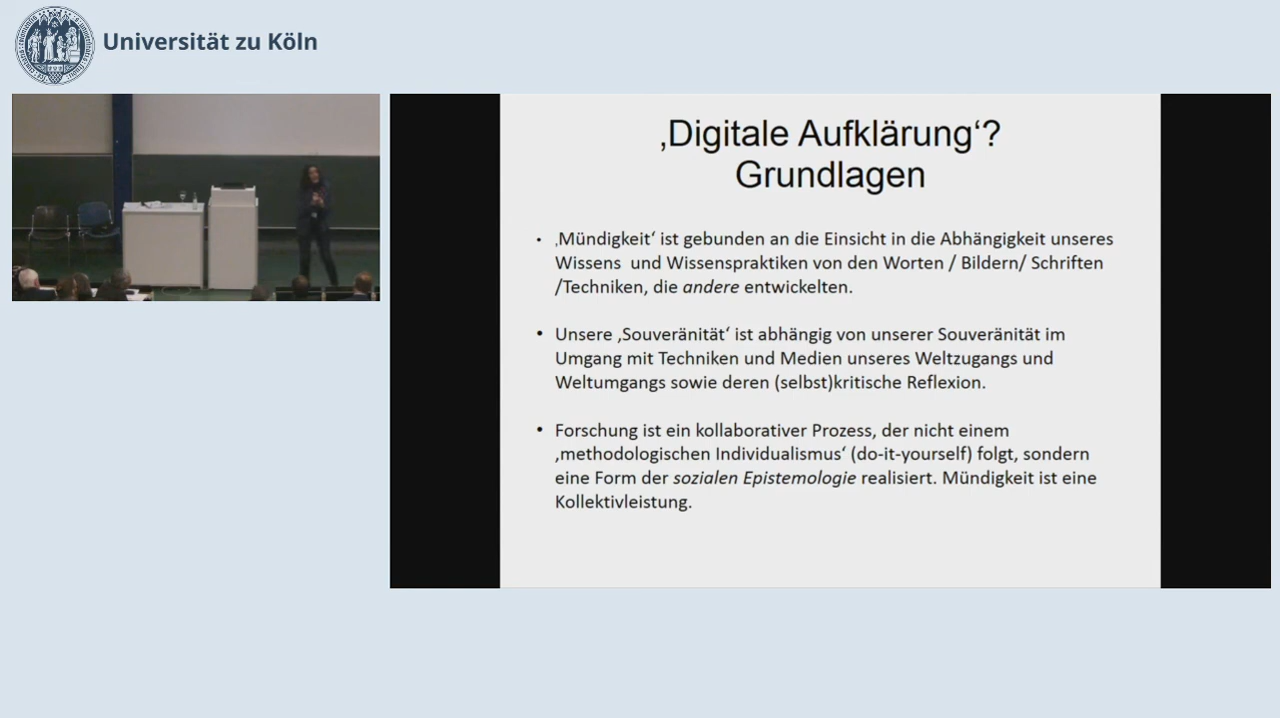 Universität zu Köln
‚Digitale Aufklärung‘?
Grundlagen
• ‚Mündigkeit‘ ist gebunden an die Einsicht in die Abhängigkeit unseres
Wissens und Wissenspraktiken von den Worten / Bildern/ Schriften
/Techniken, die andere entwickelten.
• Unsere ‚Souveränität‘ ist abhängig von unserer Souveränität im
Umgang mit Techniken und Medien unseres Weltzugangs und
Weltumgangs sowie deren (selbst)kritische Reflexion.
• Forschung ist ein kollaborativer Prozess, der nicht einem
‚methodologischen Individualismus‘ (do-it-yourself) folgt, sondern
eine Form der sozialen Epistemologie realisiert. Mündigkeit ist eine
Kollektivleistung.